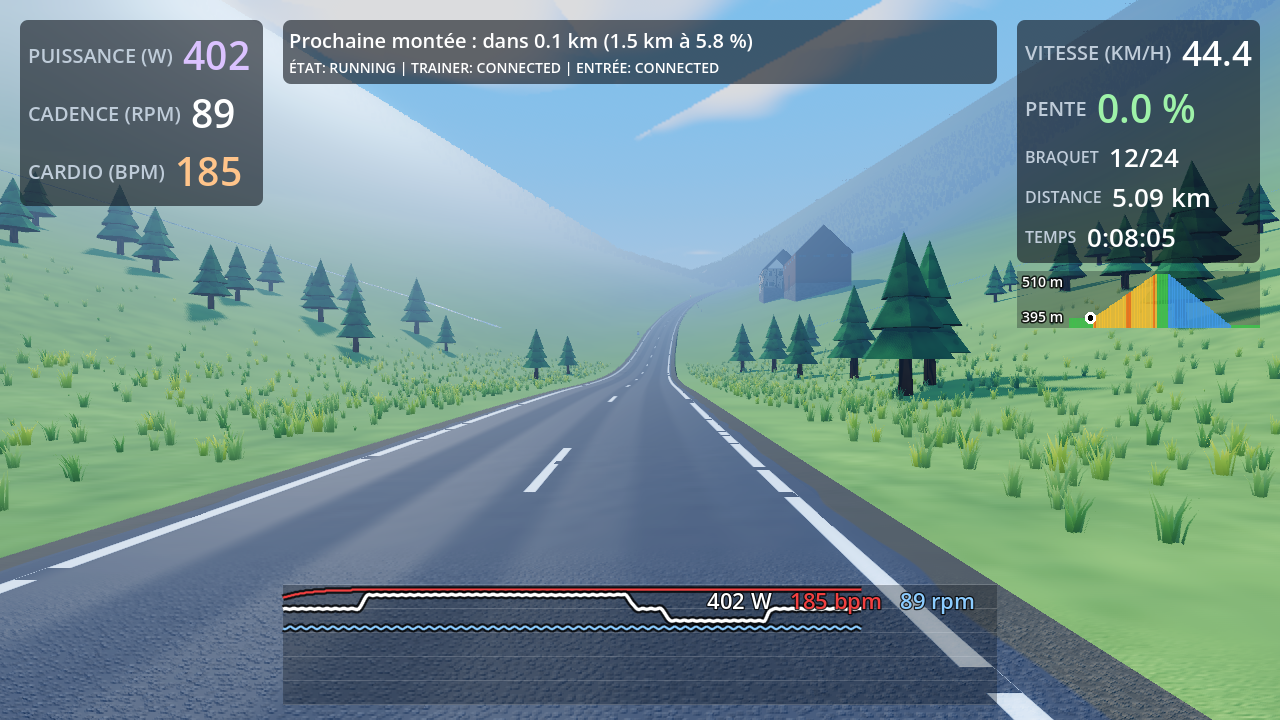 PUISSANCE (W) 402
CADENCE (RPM) 89
CARDIO (BPM) 185
Prochaine montée : dans 0.1 km (1.5 km à 5.8 %)
ÉTAT: RUNNING | TRAINER: CONNECTED | ENTRÉE: CONNECTED
VITESSE (KM/H) 44.4
PENTE 0.0 %
BRAQUET 12/24
DISTANCE 5.09 km
TEMPS 0:08:05
510 m
395 m
402 W 185 bpm 89 rpm